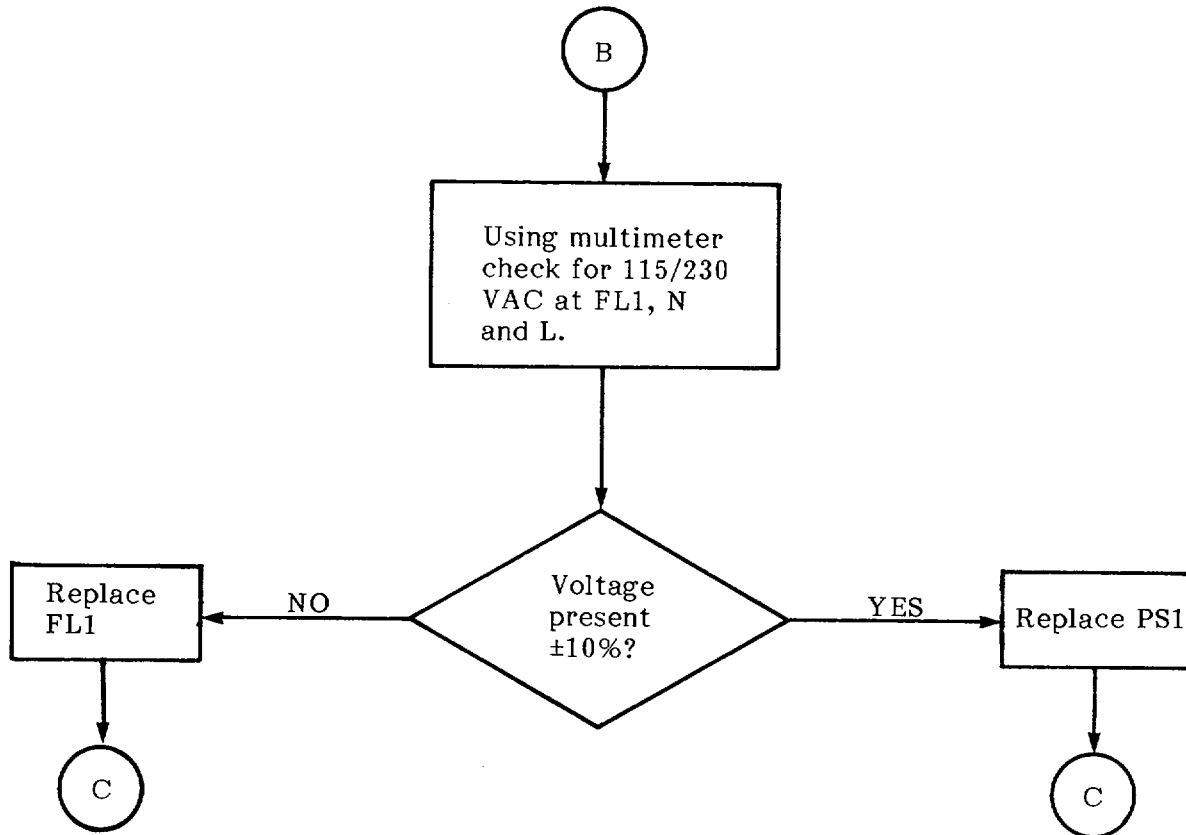 B
Using multimeter
check for 115/230
VAC at FL1, N
and L.
Voltage
present
±10%?
NO
YES
Replace
FL1
Replace PS1
C
C